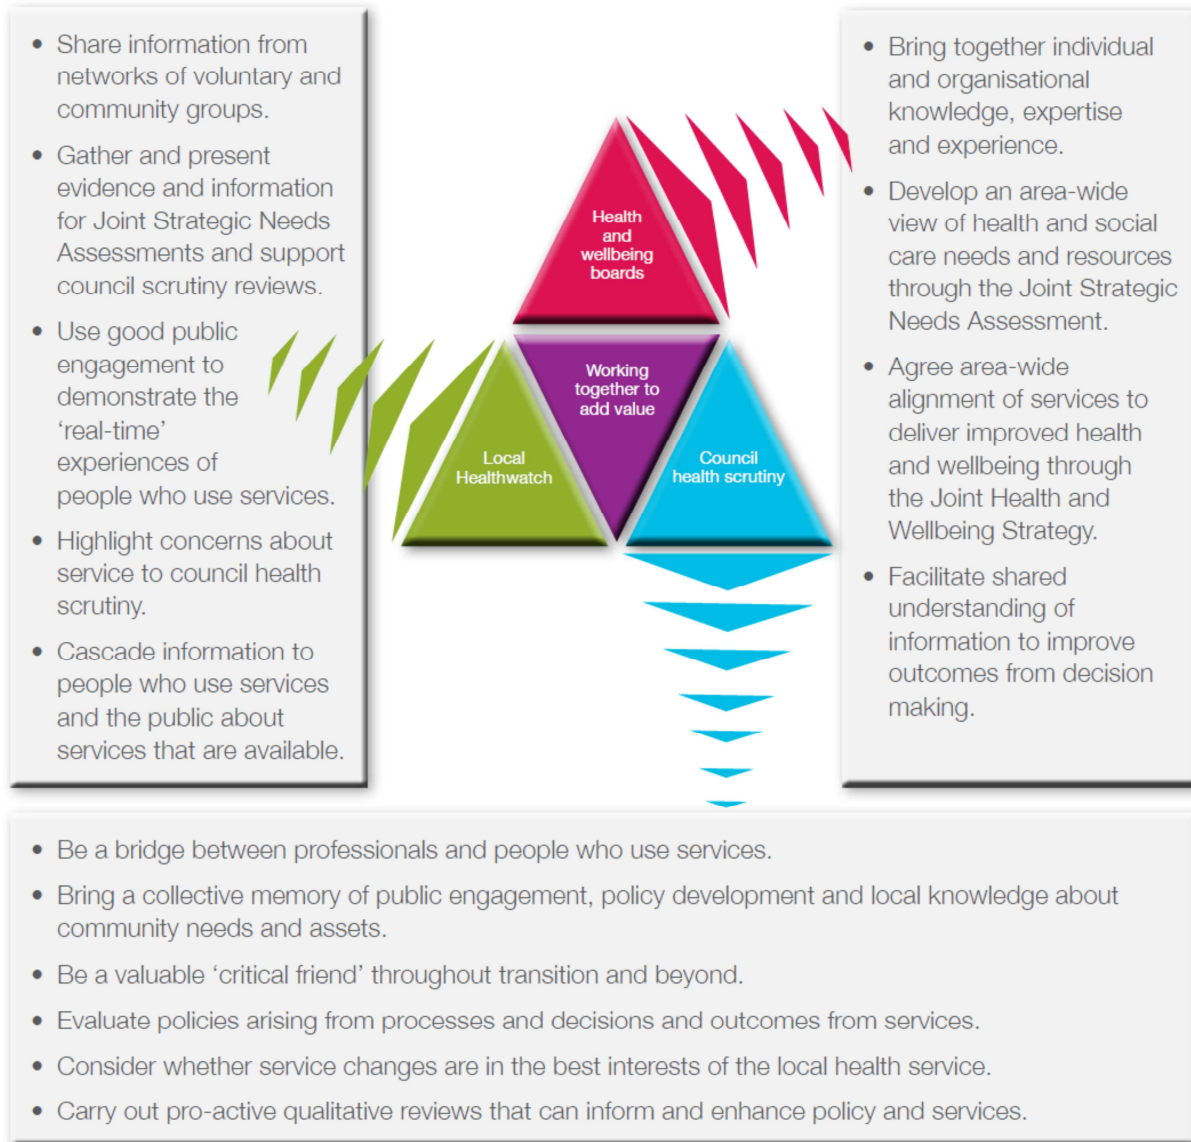 • Share information from
networks of voluntary and
community groups.
• Gather and present
evidence and information
for Joint Strategic Needs
Assessments and support
council scrutiny reviews.
• Use good public
engagement to
demonstrate the
‘real-time’
experiences of
people who use services.
• Highlight concerns about
service to council health
scrutiny.
• Cascade information to
people who use services
and the public about
services that are available.
Health
and
wellbeing
boards
Working
together to
add value
Local
Healthwatch
Council
health scrutiny
• Bring together individual
and organisational
knowledge, expertise
and experience.
• Develop an area-wide
view of health and social
care needs and resources
through the Joint Strategic
Needs Assessment.
• Agree area-wide
alignment of services to
deliver improved health
and wellbeing through
the Joint Health and
Wellbeing Strategy.
• Facilitate shared
understanding of
information to improve
outcomes from decision
making.
• Be a bridge between professionals and people who use services.
• Bring a collective memory of public engagement, policy development and local knowledge about
community needs and assets.
• Be a valuable ‘critical friend’ throughout transition and beyond.
• Evaluate policies arising from processes and decisions and outcomes from services.
• Consider whether service changes are in the best interests of the local health service.
• Carry out pro-active qualitative reviews that can inform and enhance policy and services.